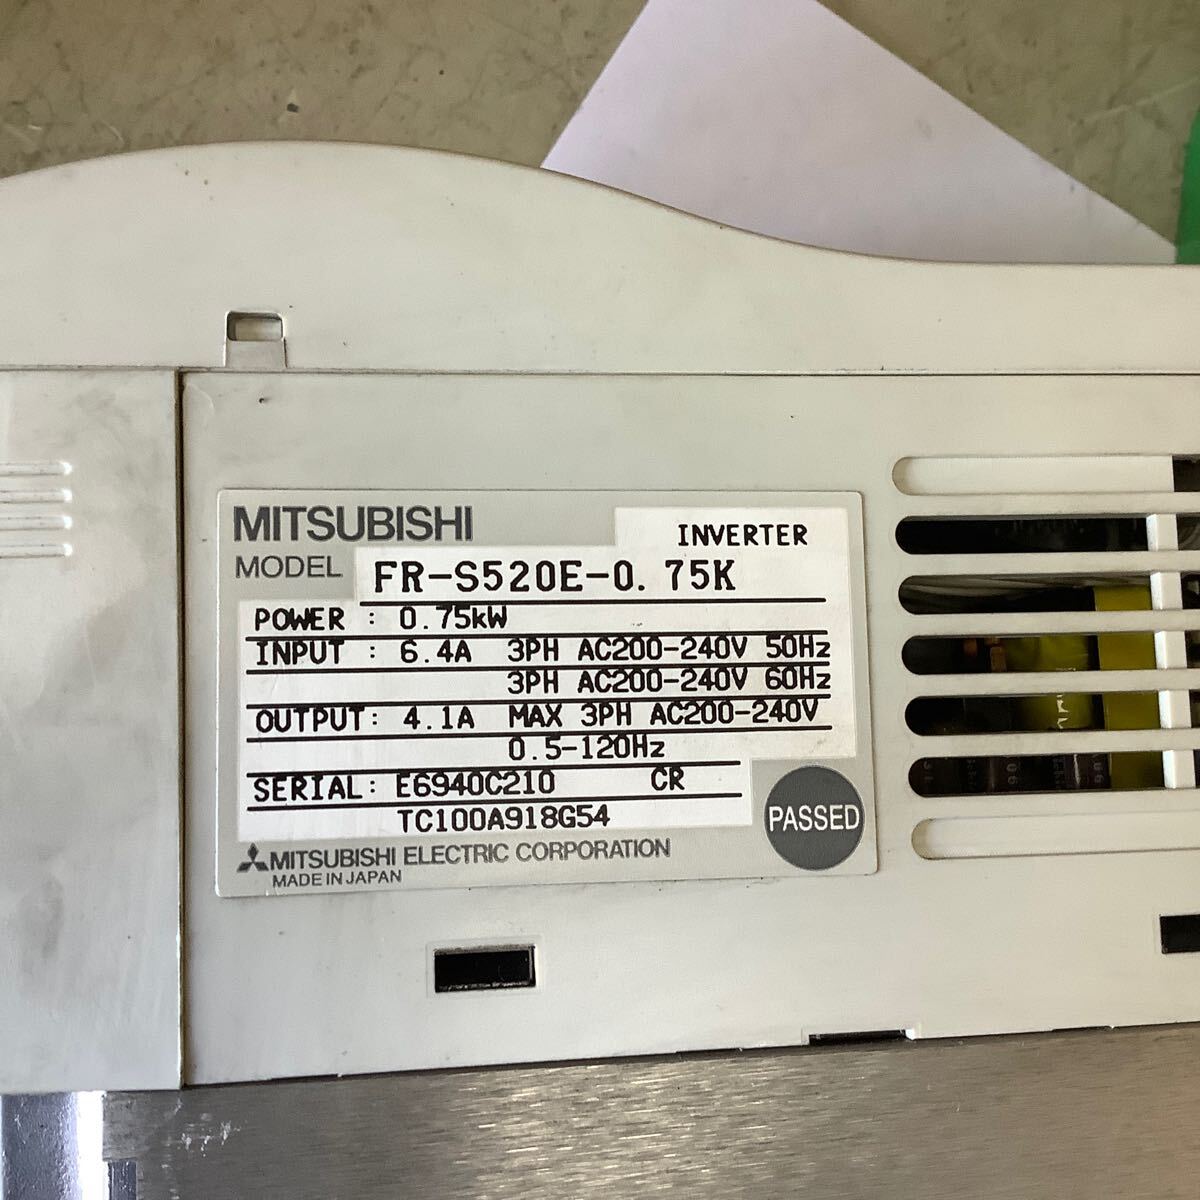 MITSUBISHI
INVERTER
MODEL FR-S520E-0.75K
POWER : 0.75kW
INPUT : 6.4A 3PH AC200-240V 50Hz
3PH AC200-240V 60Hz
OUTPUT: 4.1A MAX 3PH AC200-240V
0.5-120Hz
SERIAL: E6940C210 CR
TC100A918G54
PASSED
MITSUBISHI ELECTRIC CORPORATION
MADE IN JAPAN